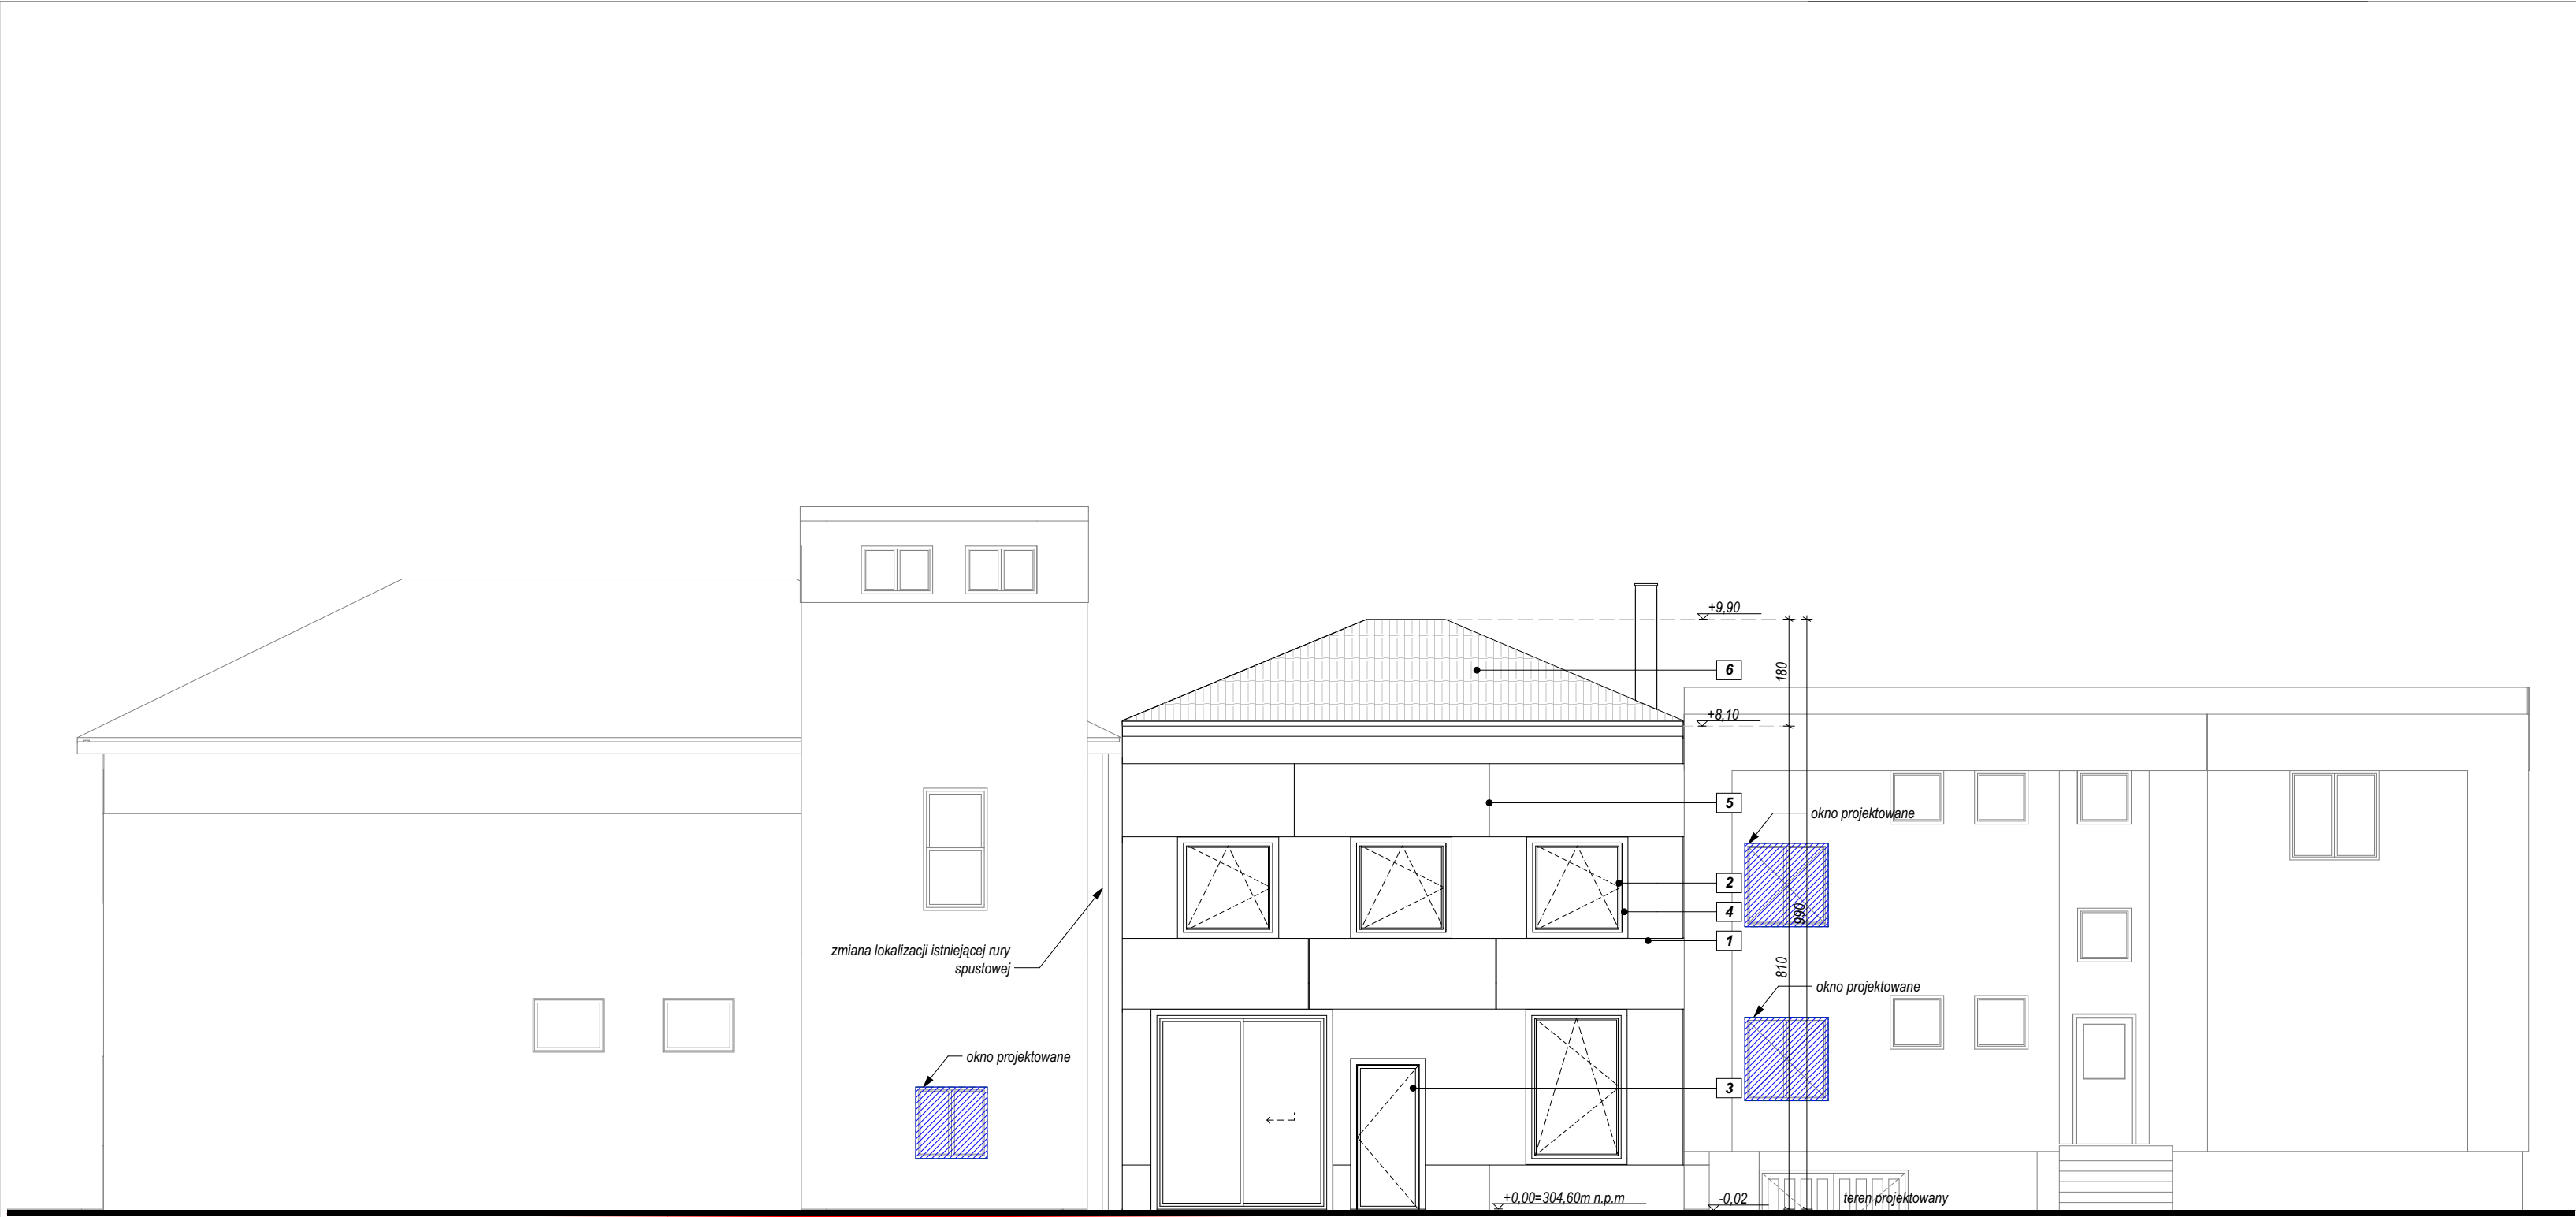 +9,90
6
180
+8,10
5
okno projektowane
2
4
990
1
zmiana lokalizacji istniejącej rury
spustowej
810
okno projektowane
okno projektowane
3
+0,00=304,60m n.p.m
-0,02
teren projektowany